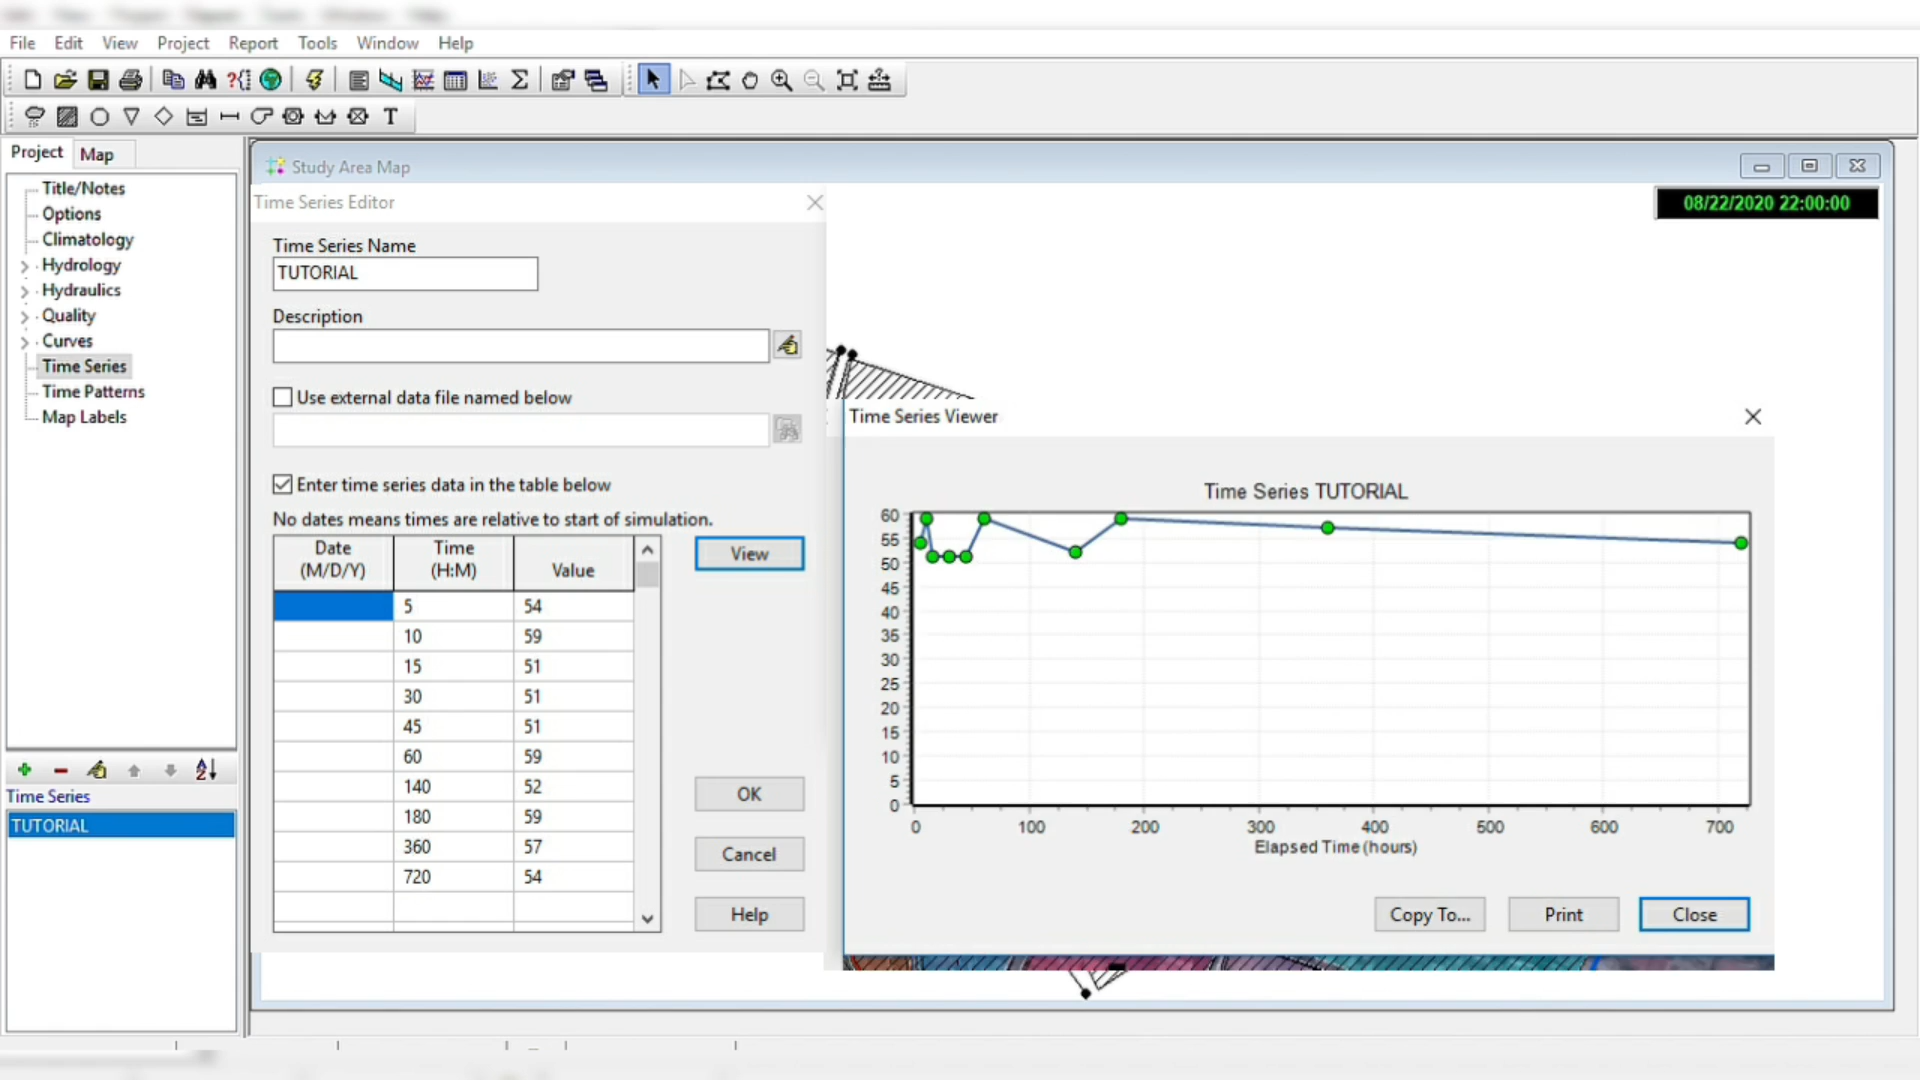 File Edit View Project Report Tools Window Help
T
Project Map
Title/Notes
Options
Climatology
Hydrology
Hydraulics
Quality
Curves
Time Series
Time Patterns
Map Labels
Time Series
TUTORIAL
Study Area Map
08/22/2020 22:00:00
Time Series Editor
Time Series Name
TUTORIAL
Description
Use external data file named below
Enter time series data in the table below
No dates means times are relative to start of simulation.
Date (M/D/Y) Time (H:M) Value
5 54
10 59
15 51
30 51
45 51
60 59
140 52
180 59
360 57
720 54
View
OK
Cancel
Help
Time Series Viewer
Time Series TUTORIAL
60
55
50
45
40
35
30
25
20
15
10
5
0
0 100 200 300 400 500 600 700
Elapsed Time (hours)
Copy To... Print Close